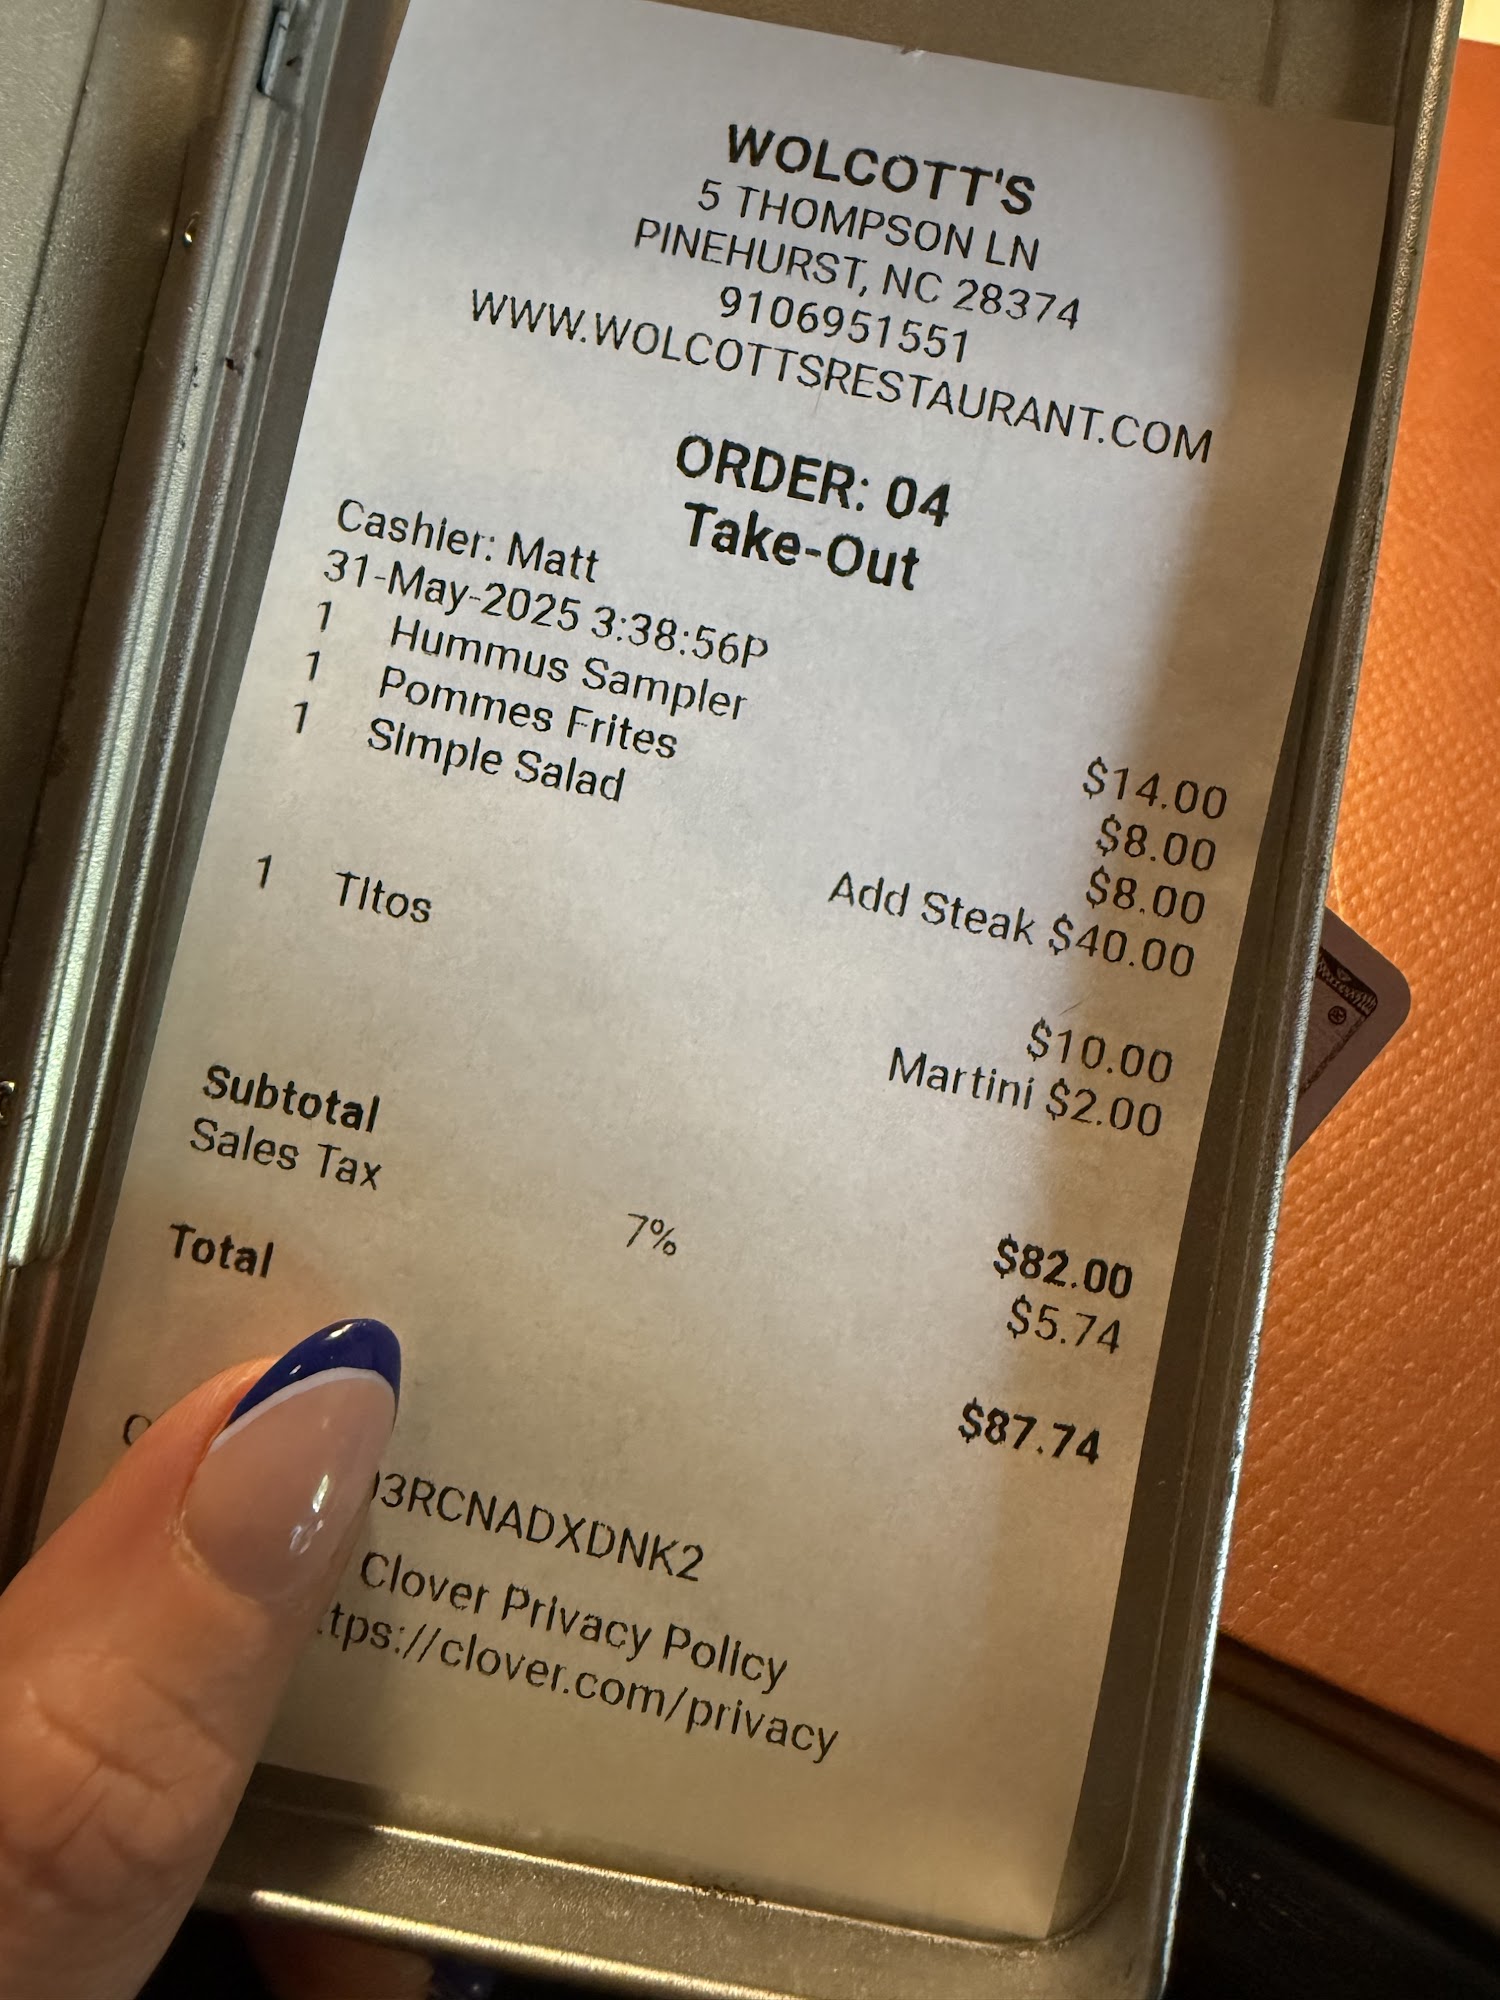 WOLCOTT'S
5 THOMPSON LN
PINEHURST, NC 28374
9106951551
WWW.WOLCOTTSRESTAURANT.COM
ORDER: 04
Take-Out
Cashier: Matt
31-May-2025 3:38:56P
1 Hummus Sampler $14.00
1 Pommes Frites $8.00
1 Simple Salad $8.00
Add Steak $40.00
1 Titos $10.00
Martini $2.00
Subtotal $82.00
Sales Tax 7% $5.74
Total $87.74
3RCNADXDNK2
Clover Privacy Policy
tps://clover.com/privacy